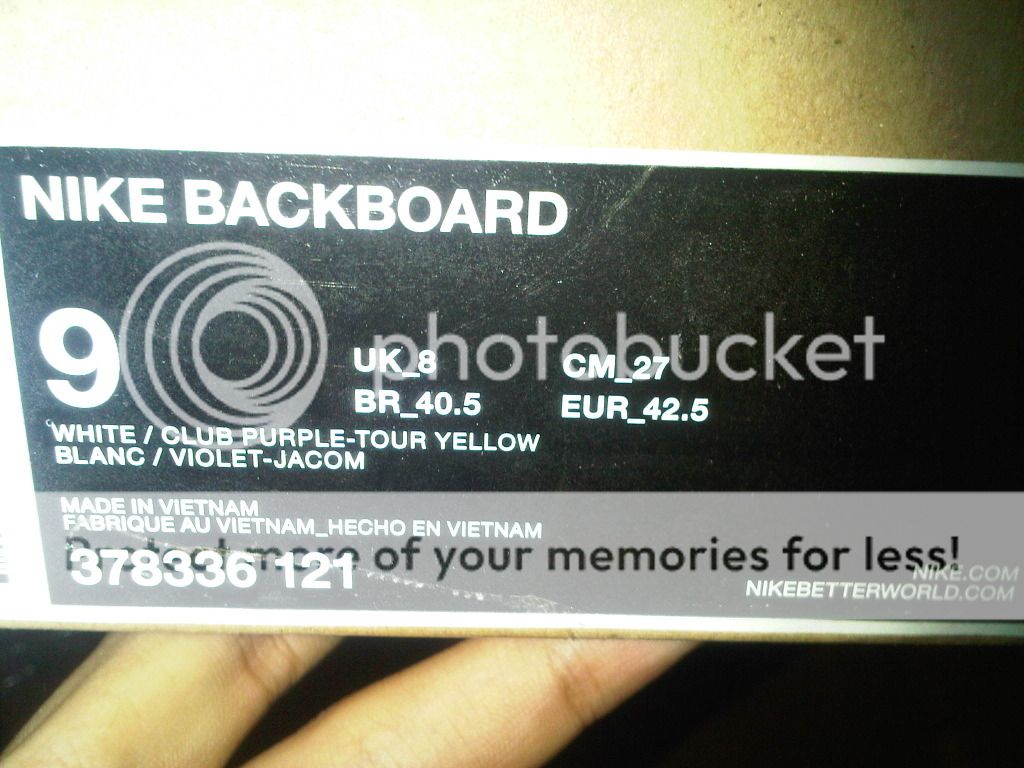 NIKE BACKBOARD
9
UK_8 CM_27
BR_40.5 EUR_42.5
photobucket
WHITE / CLUB PURPLE-TOUR YELLOW
BLANC / VIOLET-JACOM
MADE IN VIETNAM
FABRIQUE AU VIETNAM_HECHO EN VIETNAM
more of your memories for less!
378336 121
NIKE.COM
NIKEBETTERWORLD.COM